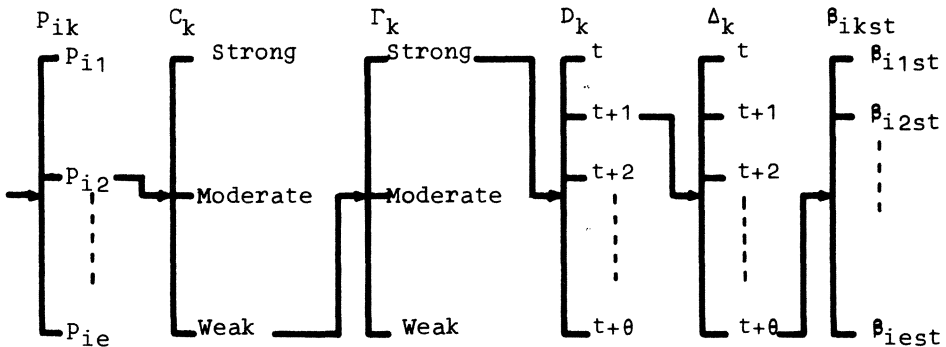 P_ik C_k Γ_k D_k Δ_k β_ikst
P_i1 Strong Strong t t β_i1st
t+1 t+1 β_i2st
P_i2 t+2 t+2
Moderate Moderate
P_ie Weak Weak t+θ t+θ β_iest